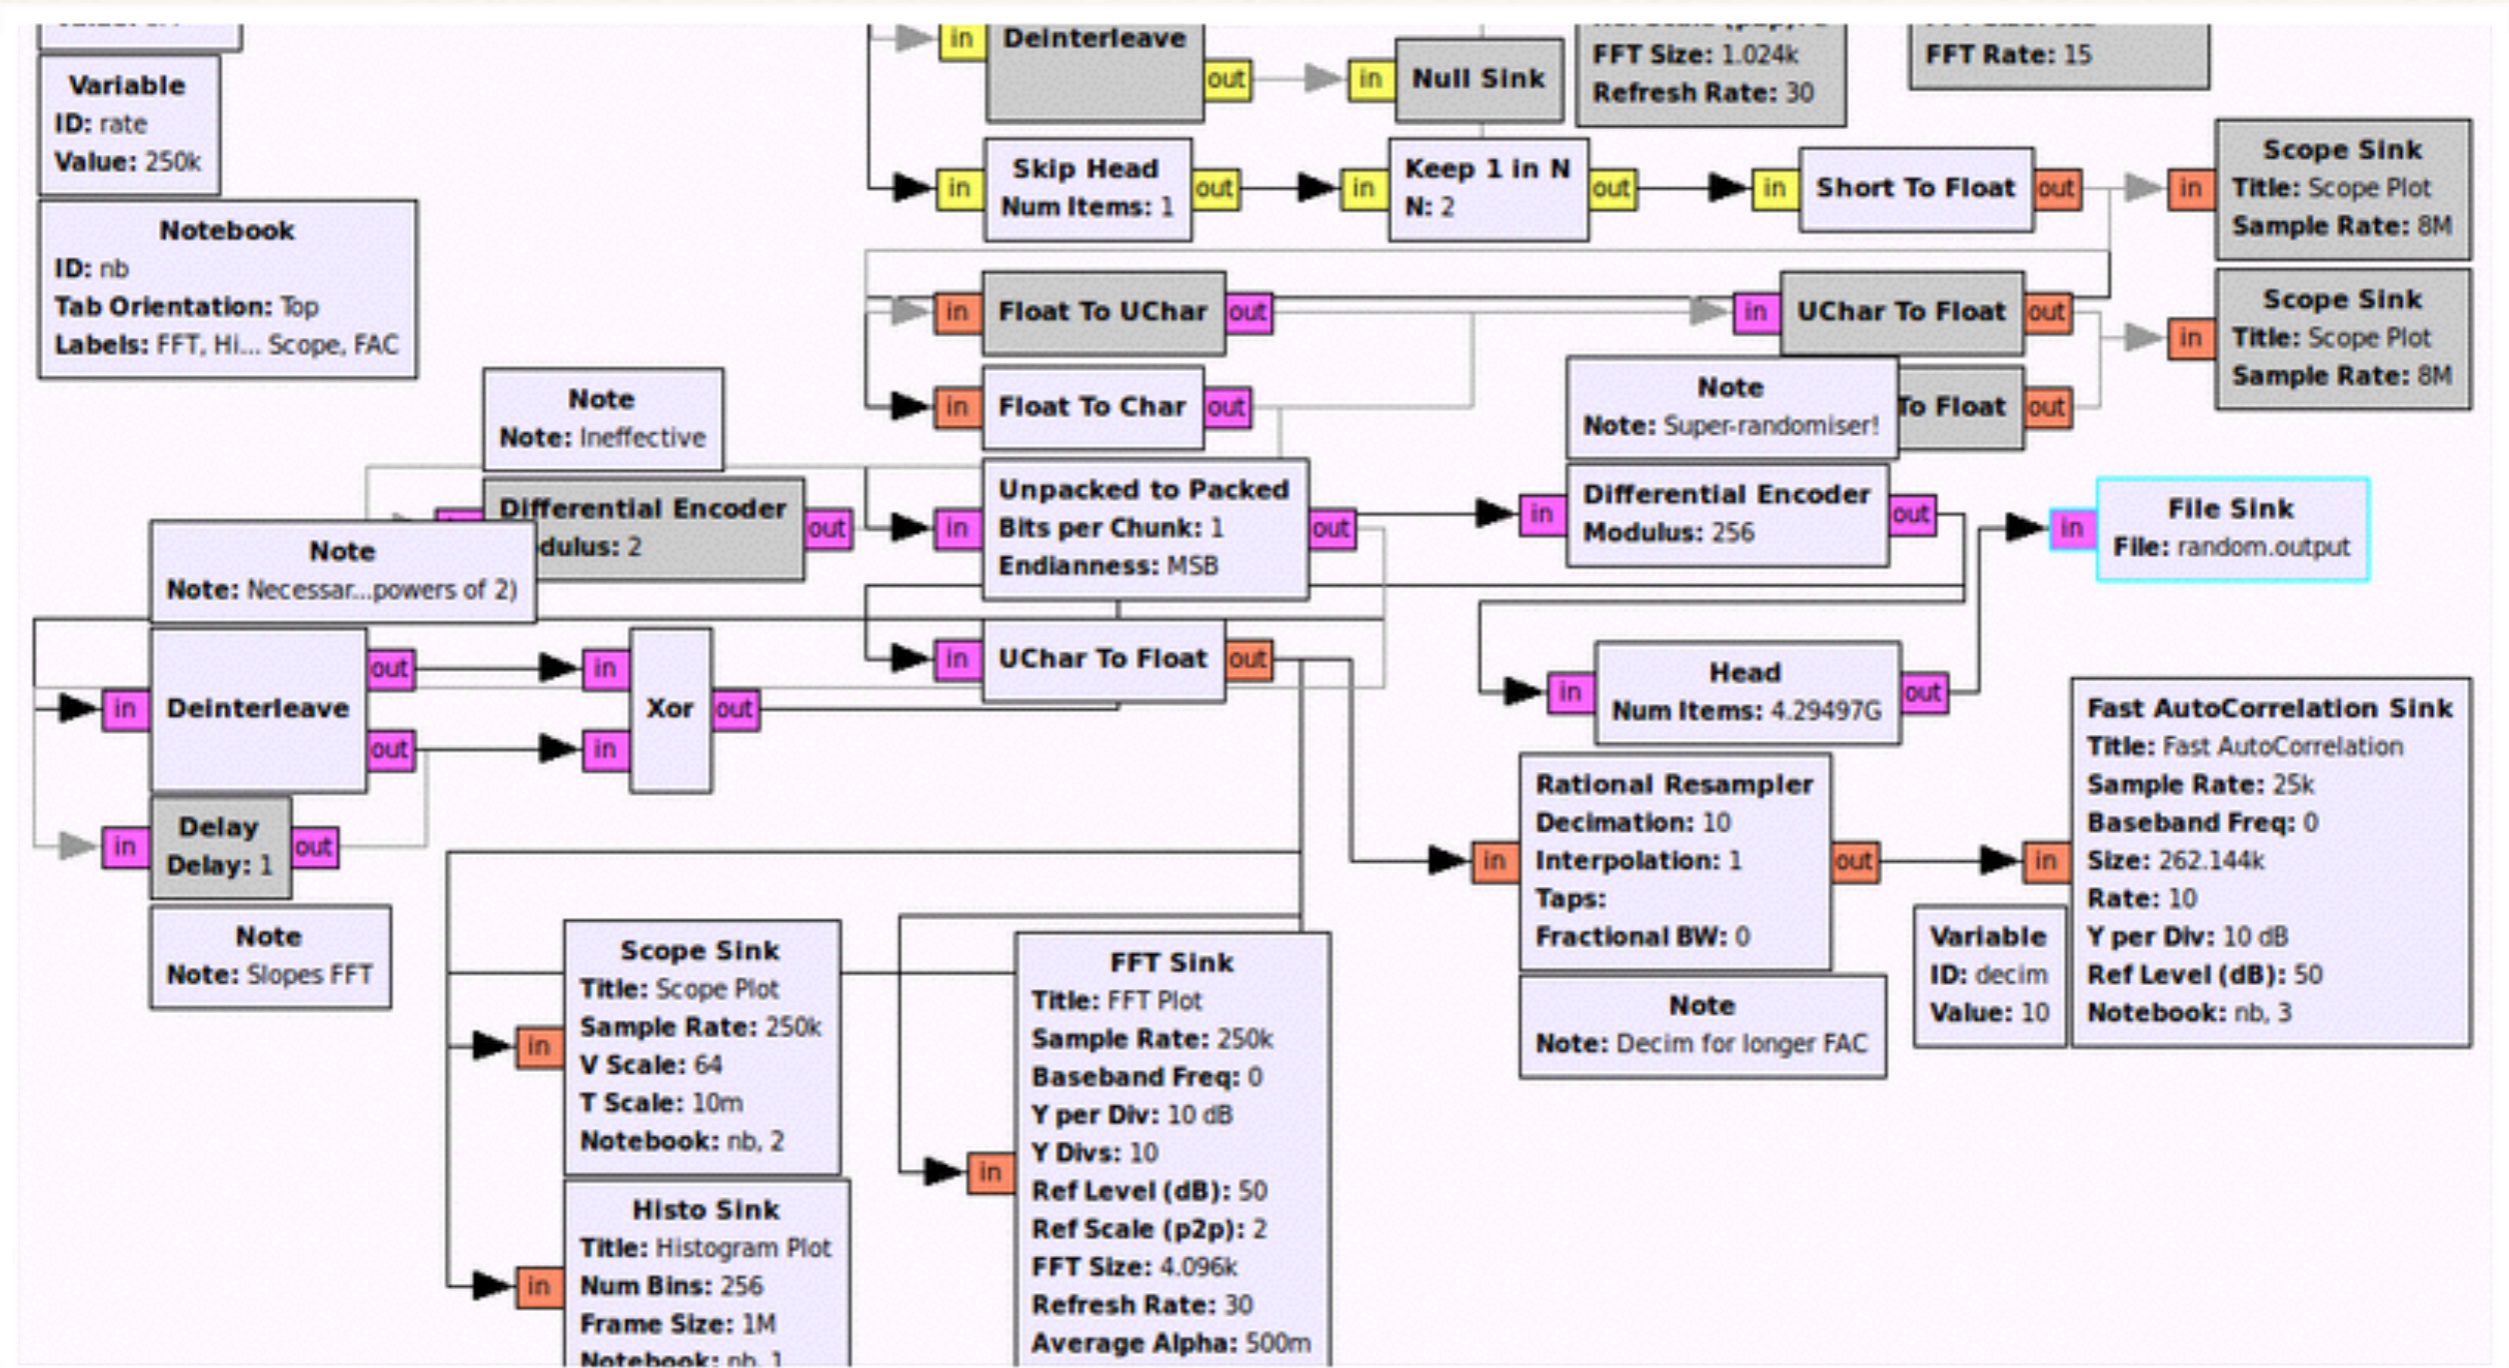 Variable
ID: rate
Value: 250k
Notebook
ID: nb
Tab Orientation: Top
Labels: FFT, Hi... Scope, FAC
in
Deinterleave
out
in
Null Sink
FFT Size: 1.024k
Refresh Rate: 30
FFT Rate: 15
in
Skip Head
Num Items: 1
out
in
Keep 1 in N
N: 2
out
in
Short To Float
out
in
Scope Sink
Title: Scope Plot
Sample Rate: 8M
in
Float To UChar
out
in
UChar To Float
out
in
Scope Sink
Title: Scope Plot
Sample Rate: 8M
in
Float To Char
out
Note
Note: Super-randomiser!
To Float
out
Note
Note: Ineffective
Differential Encoder
dulus: 2
out
in
Unpacked to Packed
Bits per Chunk: 1
Endianness: MSB
out
in
Differential Encoder
Modulus: 256
out
in
File Sink
File: random.output
Note
Note: Necessar...powers of 2)
in
Deinterleave
out
out
in
in
Xor
out
in
UChar To Float
out
in
Head
Num Items: 4.29497G
out
in
Delay
Delay: 1
out
Note
Note: Slopes FFT
in
Rational Resampler
Decimation: 10
Interpolation: 1
Taps:
Fractional BW: 0
out
Note
Note: Decim for longer FAC
Variable
ID: decim
Value: 10
in
Fast AutoCorrelation Sink
Title: Fast AutoCorrelation
Sample Rate: 25k
Baseband Freq: 0
Size: 262.144k
Rate: 10
Y per Div: 10 dB
Ref Level (dB): 50
Notebook: nb, 3
in
Scope Sink
Title: Scope Plot
Sample Rate: 250k
V Scale: 64
T Scale: 10m
Notebook: nb, 2
in
Histo Sink
Title: Histogram Plot
Num Bins: 256
Frame Size: 1M
Notebook: nb, 1
in
FFT Sink
Title: FFT Plot
Sample Rate: 250k
Baseband Freq: 0
Y per Div: 10 dB
Y Divs: 10
Ref Level (dB): 50
Ref Scale (p2p): 2
FFT Size: 4.096k
Refresh Rate: 30
Average Alpha: 500m